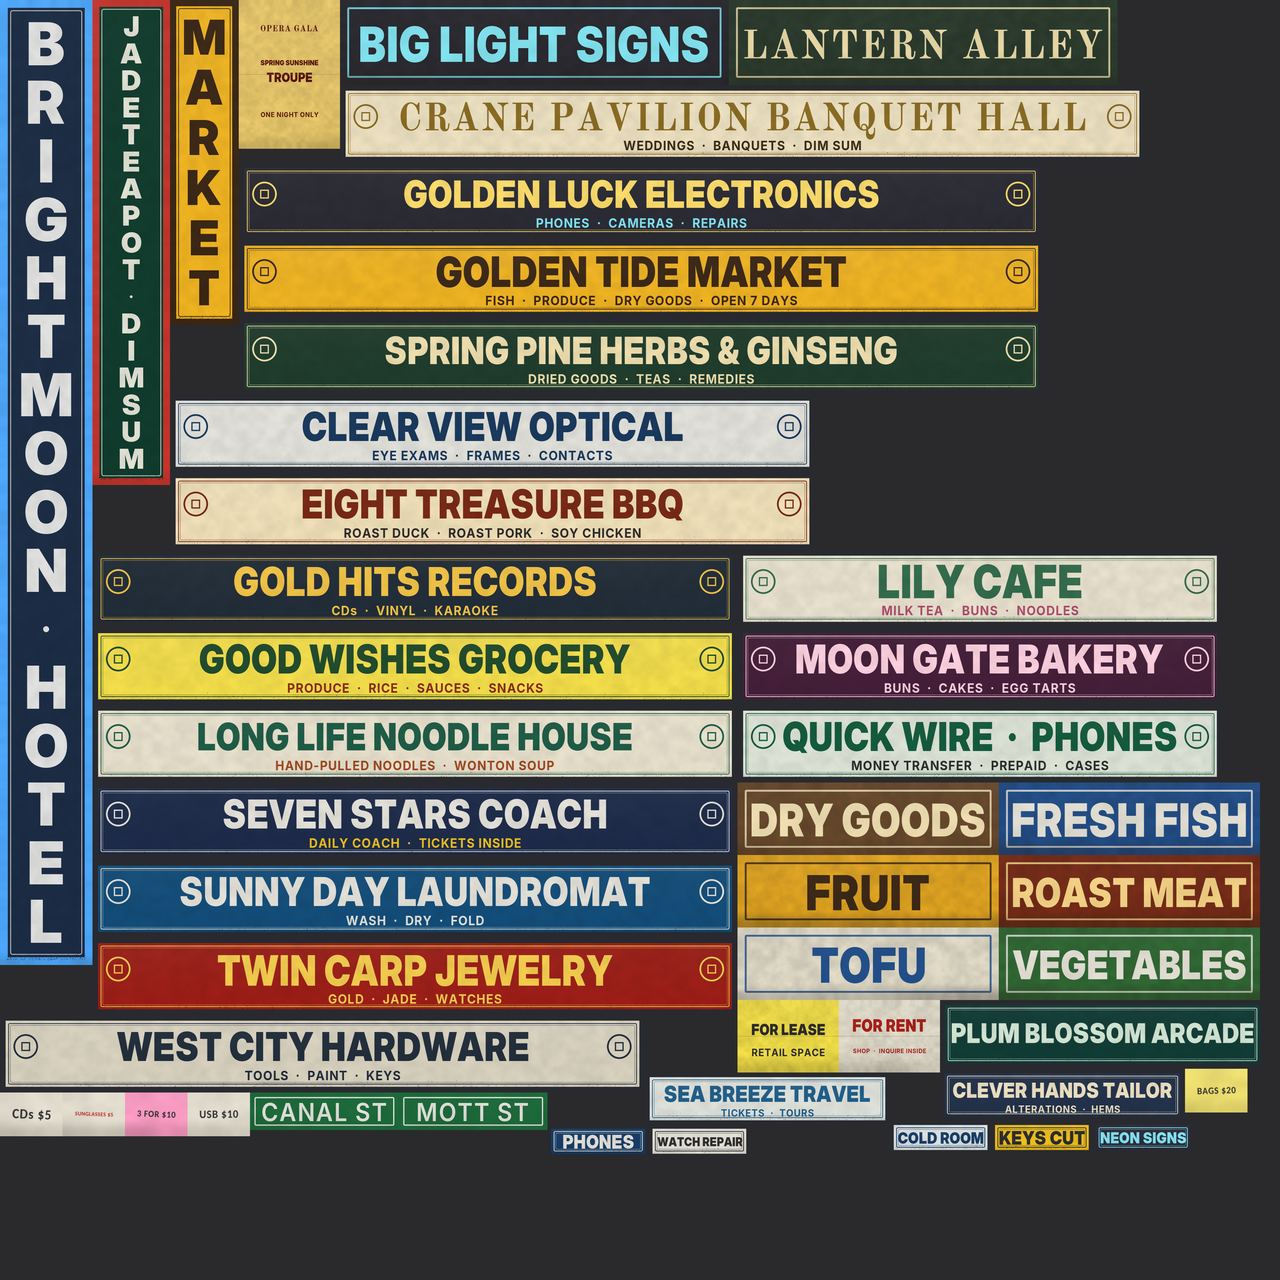 BRIGHTMOON · HOTEL
JADETEAPOT · DIMSUM
MARKET
OPERA GALA
SPRING SUNSHINE
TROUPE
ONE NIGHT ONLY
BIG LIGHT SIGNS
LANTERN ALLEY
CRANE PAVILION BANQUET HALL
WEDDINGS · BANQUETS · DIM SUM
GOLDEN LUCK ELECTRONICS
PHONES · CAMERAS · REPAIRS
GOLDEN TIDE MARKET
FISH · PRODUCE · DRY GOODS · OPEN 7 DAYS
SPRING PINE HERBS & GINSENG
DRIED GOODS · TEAS · REMEDIES
CLEAR VIEW OPTICAL
EYE EXAMS · FRAMES · CONTACTS
EIGHT TREASURE BBQ
ROAST DUCK · ROAST PORK · SOY CHICKEN
GOLD HITS RECORDS
CDs · VINYL · KARAOKE
LILY CAFE
MILK TEA · BUNS · NOODLES
GOOD WISHES GROCERY
PRODUCE · RICE · SAUCES · SNACKS
MOON GATE BAKERY
BUNS · CAKES · EGG TARTS
LONG LIFE NOODLE HOUSE
HAND-PULLED NOODLES · WONTON SOUP
QUICK WIRE · PHONES
MONEY TRANSFER · PREPAID · CASES
SEVEN STARS COACH
DAILY COACH · TICKETS INSIDE
DRY GOODS
FRESH FISH
SUNNY DAY LAUNDROMAT
WASH · DRY · FOLD
FRUIT
ROAST MEAT
TWIN CARP JEWELRY
GOLD · JADE · WATCHES
TOFU
VEGETABLES
WEST CITY HARDWARE
TOOLS · PAINT · KEYS
FOR LEASE
RETAIL SPACE
FOR RENT
SHOP · INQUIRE INSIDE
PLUM BLOSSOM ARCADE
SEA BREEZE TRAVEL
TICKETS · TOURS
CLEVER HANDS TAILOR
ALTERATIONS · HEMS
BAGS $20
CDs $5
SUNGLASSES $5
3 FOR $10
USB $10
CANAL ST
MOTT ST
PHONES
WATCH REPAIR
COLD ROOM
KEYS CUT
NEON SIGNS